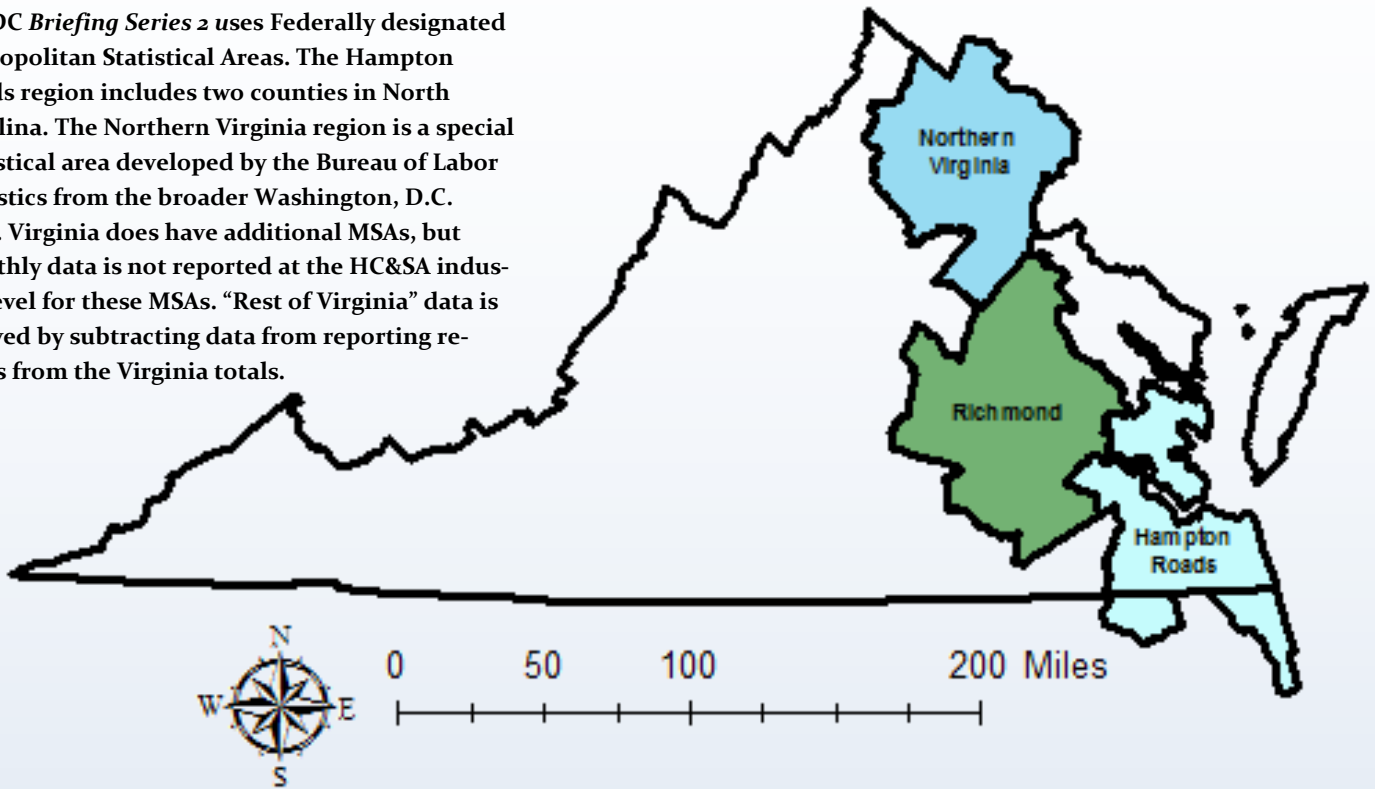 DC Briefing Series 2 uses Federally designated
opolitan Statistical Areas. The Hampton
ds region includes two counties in North
lina. The Northern Virginia region is a special
istical area developed by the Bureau of Labor
stics from the broader Washington, D.C.
. Virginia does have additional MSAs, but
thly data is not reported at the HC&SA indus-
evel for these MSAs. “Rest of Virginia” data is
ved by subtracting data from reporting re-
s from the Virginia totals.
Northern
Virginia
Richmond
Hampton
Roads
N
W E
S
0 50 100 200 Miles